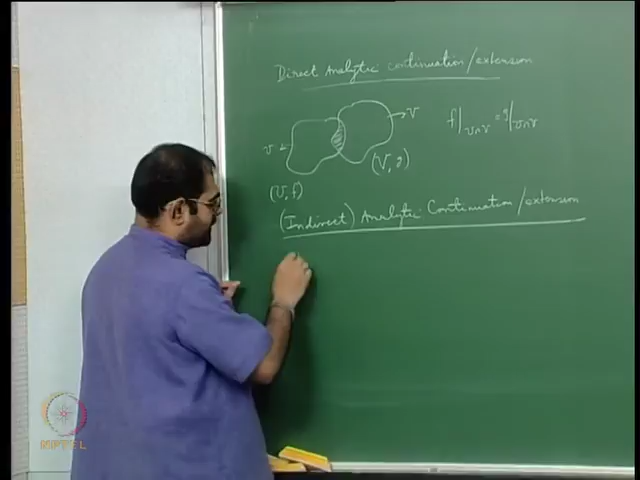 Direct Analytic continuation/extension
U V f|U∩V = g|U∩V
(V, g)
(U, f)
(Indirect) Analytic Continuation/extension
NPTEL